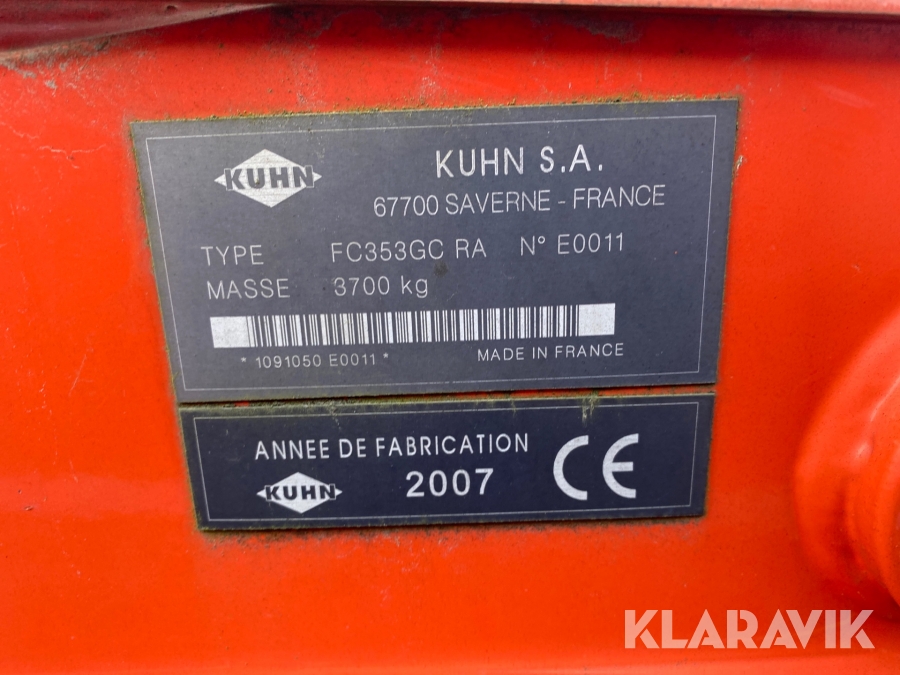 KUHN
KUHN S.A.
67700 SAVERNE - FRANCE
TYPE FC353GC RA N° E0011
MASSE 3700 kg
* 1091050 E0011 * MADE IN FRANCE
ANNEE DE FABRICATION
KUHN 2007 CE
KLARAVIK